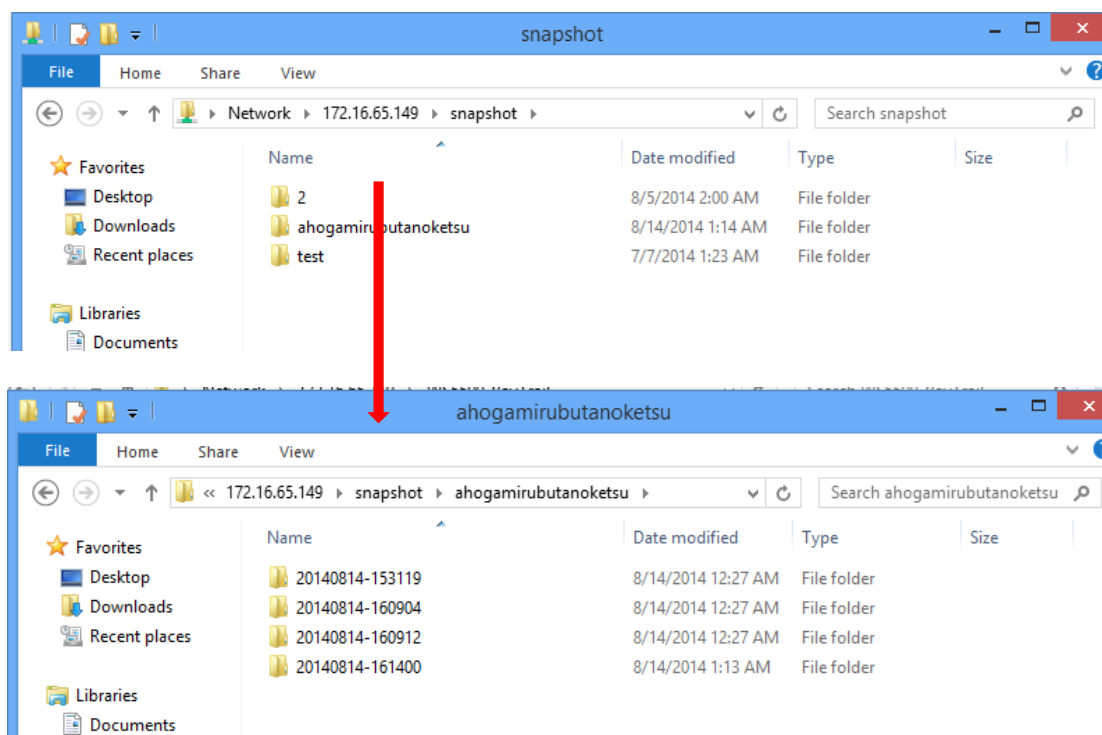 snapshot
File Home Share View
Network 172.16.65.149 snapshot Search snapshot
Favorites
Desktop
Downloads
Recent places
Libraries
Documents
Name Date modified Type Size
2 8/5/2014 2:00 AM File folder
ahogamirubutanoketsu 8/14/2014 1:14 AM File folder
test 7/7/2014 1:23 AM File folder
ahogamirubutanoketsu
File Home Share View
« 172.16.65.149 snapshot ahogamirubutanoketsu Search ahogamirubutanoketsu
Favorites
Desktop
Downloads
Recent places
Libraries
Documents
Name Date modified Type Size
20140814-153119 8/14/2014 12:27 AM File folder
20140814-160904 8/14/2014 12:27 AM File folder
20140814-160912 8/14/2014 12:27 AM File folder
20140814-161400 8/14/2014 1:13 AM File folder